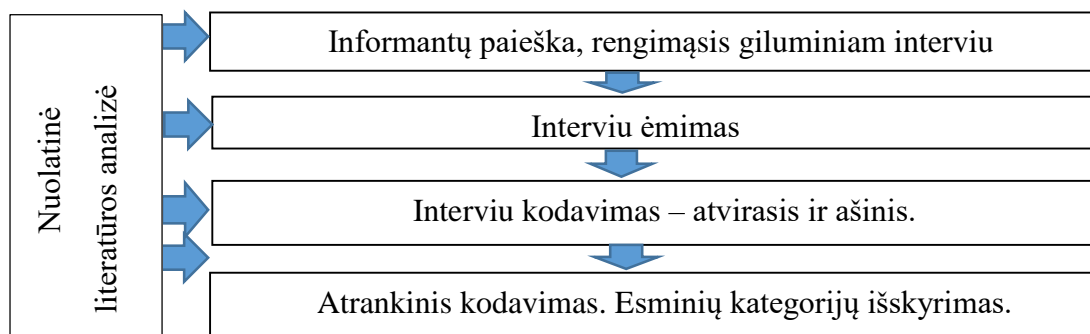 Nuolatinė
literatūros analizė
Informantų paieška, rengimąsis giluminiam interviu
Interviu ėmimas
Interviu kodavimas – atvirasis ir ašinis.
Atrankinis kodavimas. Esminių kategorijų išskyrimas.